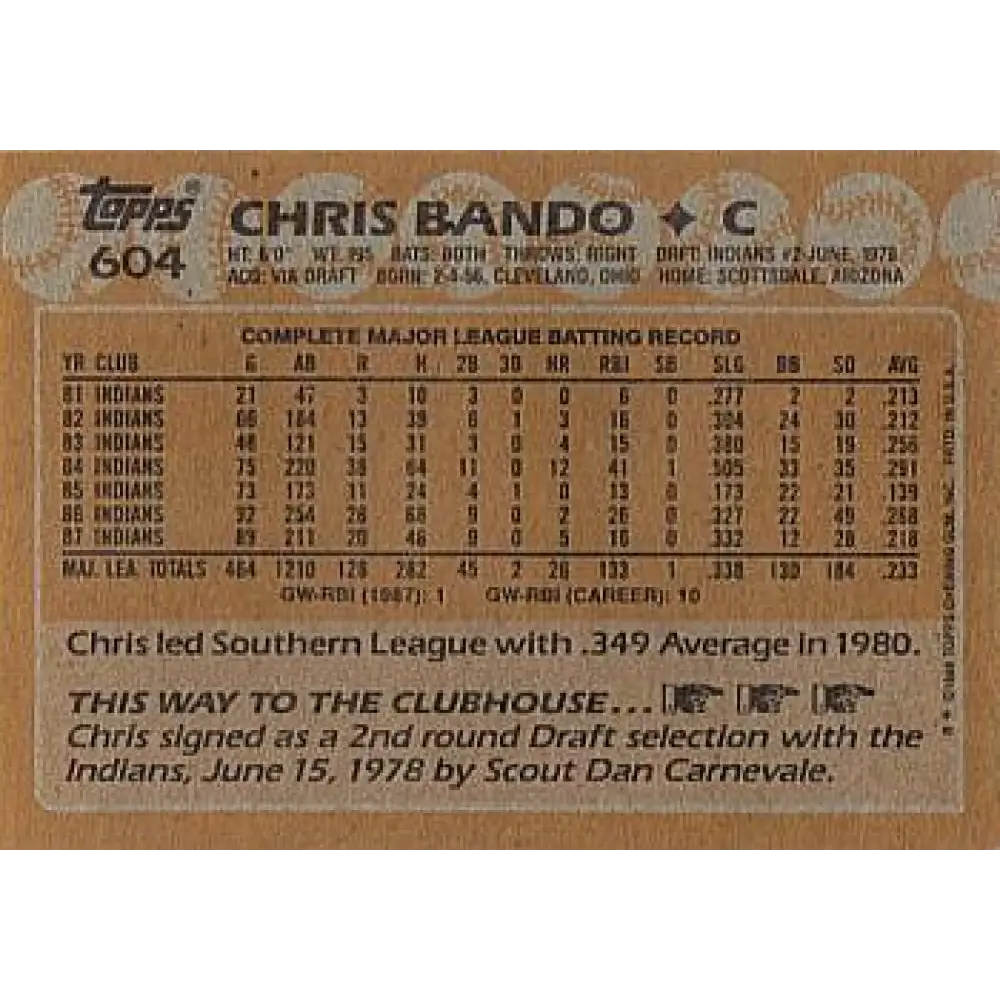 topps®
604
CHRIS BANDO ✦ C
HT: 6'0" WT: 195 BATS: BOTH THROWS: RIGHT DRFT: INDIANS #2-JUNE, 1978
ACQ: VIA DRAFT BORN: 2-4-56, CLEVELAND, OHIO HOME: SCOTTSDALE, ARIZONA
COMPLETE MAJOR LEAGUE BATTING RECORD
YR CLUB G AB R H 2B 3B HR RBI SB SLG BB SO AVG
81 INDIANS 21 47 3 10 3 0 0 6 0 .277 2 2 .213
82 INDIANS 66 184 13 39 6 1 3 16 0 .304 24 30 .212
83 INDIANS 48 121 15 31 3 0 4 15 0 .380 15 19 .256
84 INDIANS 75 220 38 64 11 0 12 41 1 .505 33 35 .291
85 INDIANS 73 173 11 24 4 1 0 13 0 .173 22 21 .139
86 INDIANS 92 254 28 68 9 0 2 26 0 .327 22 49 .268
87 INDIANS 89 211 20 46 9 0 5 16 0 .332 12 28 .218
MAJ. LEA. TOTALS 464 1210 128 282 45 2 26 133 1 .338 130 184 .233
GW-RBI (1987): 1 GW-RBI (CAREER): 10
Chris led Southern League with .349 Average in 1980.
THIS WAY TO THE CLUBHOUSE...
Chris signed as a 2nd round Draft selection with the
Indians, June 15, 1978 by Scout Dan Carnevale.
© 1988 TOPPS CHEWING GUM, PRTD. IN U.S.A.